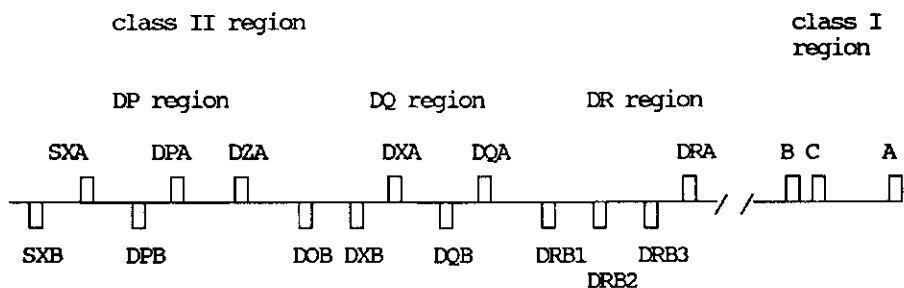 class II region
class I
region
DP region DQ region DR region
SXA DPA DZA DXA DQA DRA B C A
SXB DPB DOB DXB DQB DRB1 DRB3
DRB2